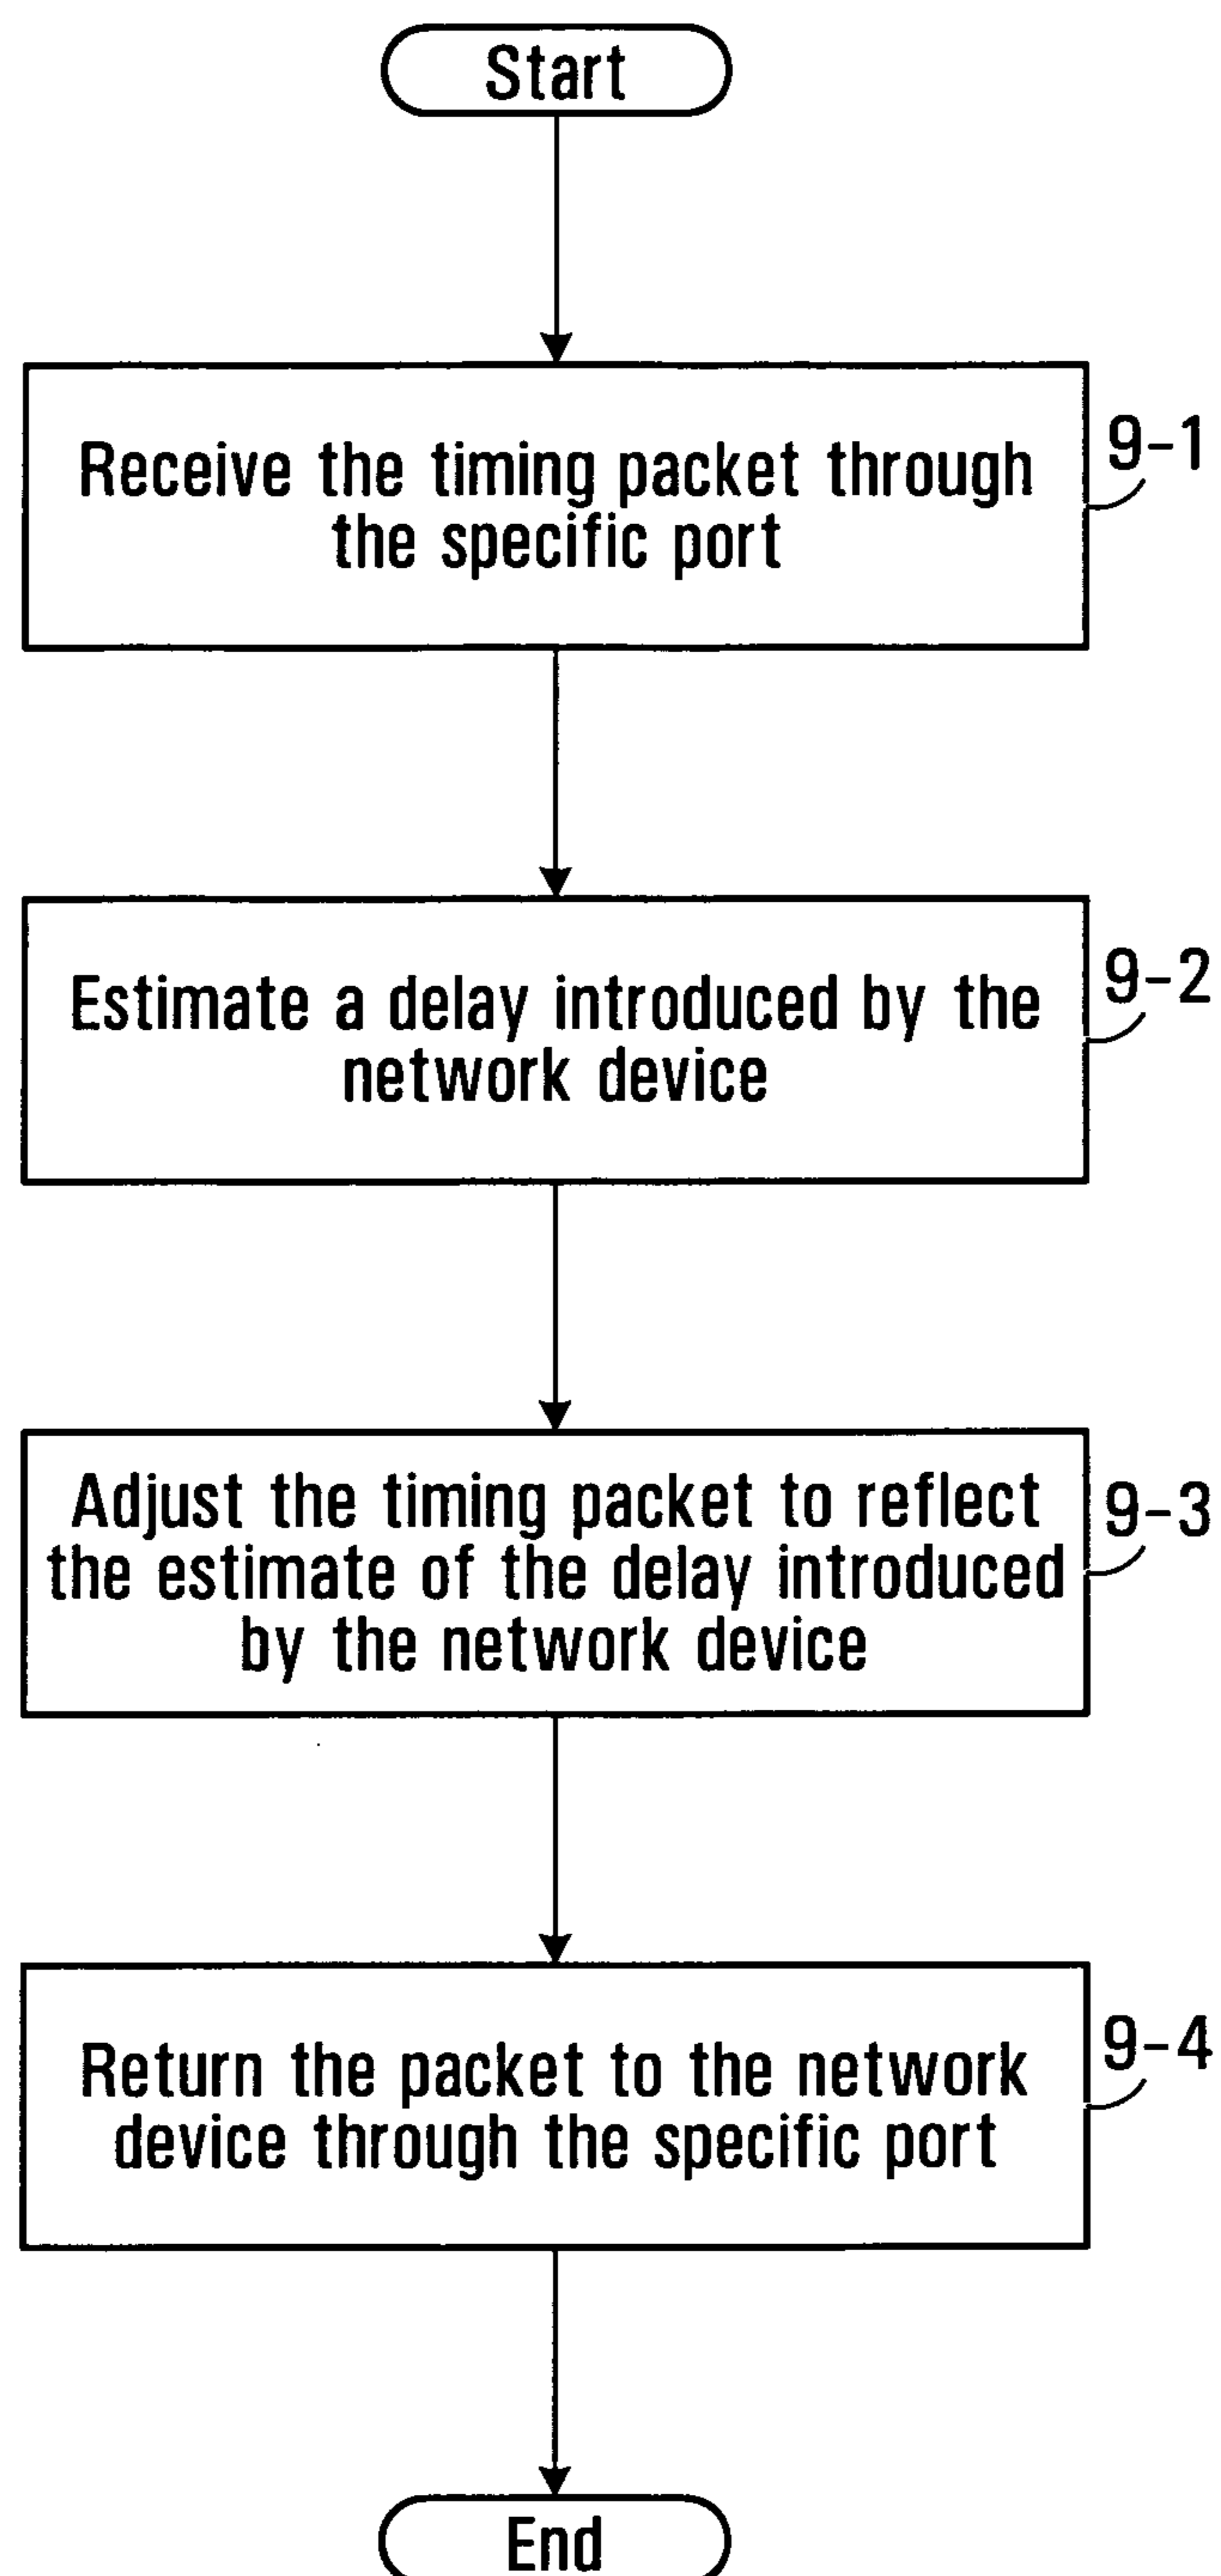 Start
Receive the timing packet through
the specific port
9-1
Estimate a delay introduced by the
network device
9-2
Adjust the timing packet to reflect
the estimate of the delay introduced
by the network device
9-3
Return the packet to the network
device through the specific port
9-4
End